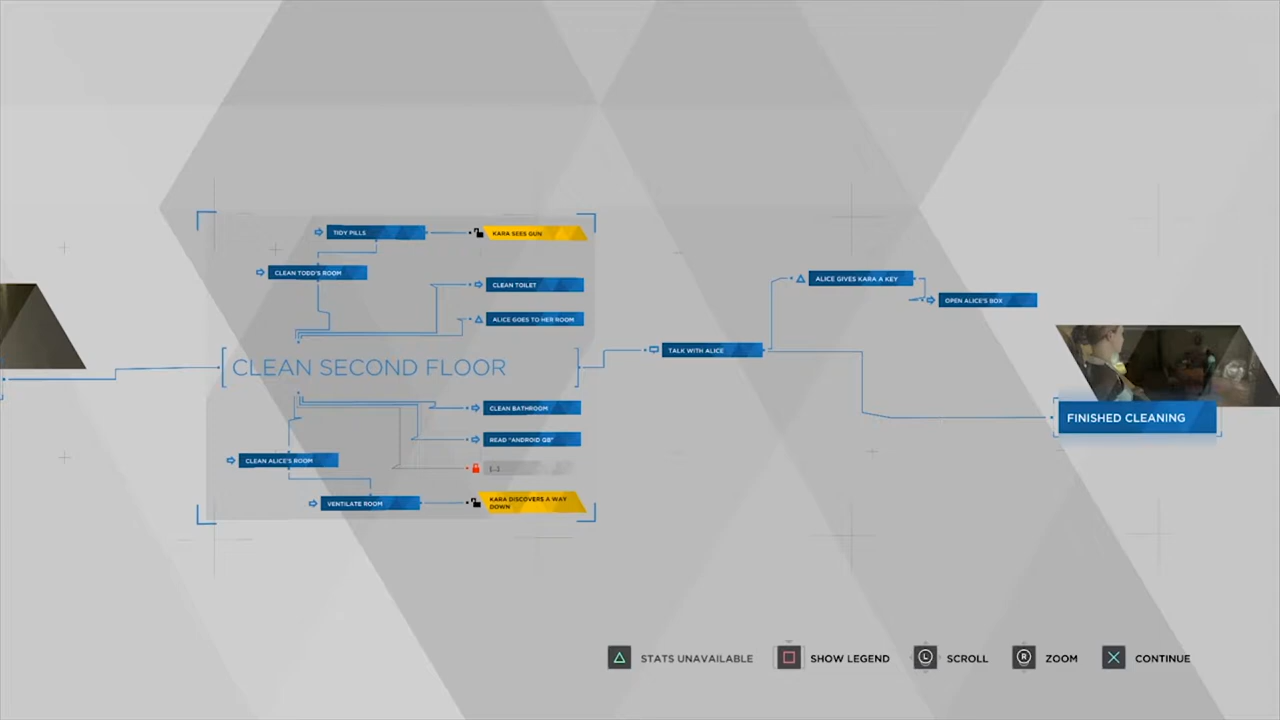 TIDY PILLS
KARA SEES GUN
CLEAN TODD'S ROOM
CLEAN TOILET
ALICE GOES TO HER ROOM
CLEAN SECOND FLOOR
CLEAN BATHROOM
READ "ANDROID QB"
CLEAN ALICE'S ROOM
[...]
VENTILATE ROOM
KARA DISCOVERS A WAY
DOWN
TALK WITH ALICE
ALICE GIVES KARA A KEY
OPEN ALICE'S BOX
FINISHED CLEANING
STATS UNAVAILABLE
SHOW LEGEND
L
SCROLL
R
ZOOM
CONTINUE